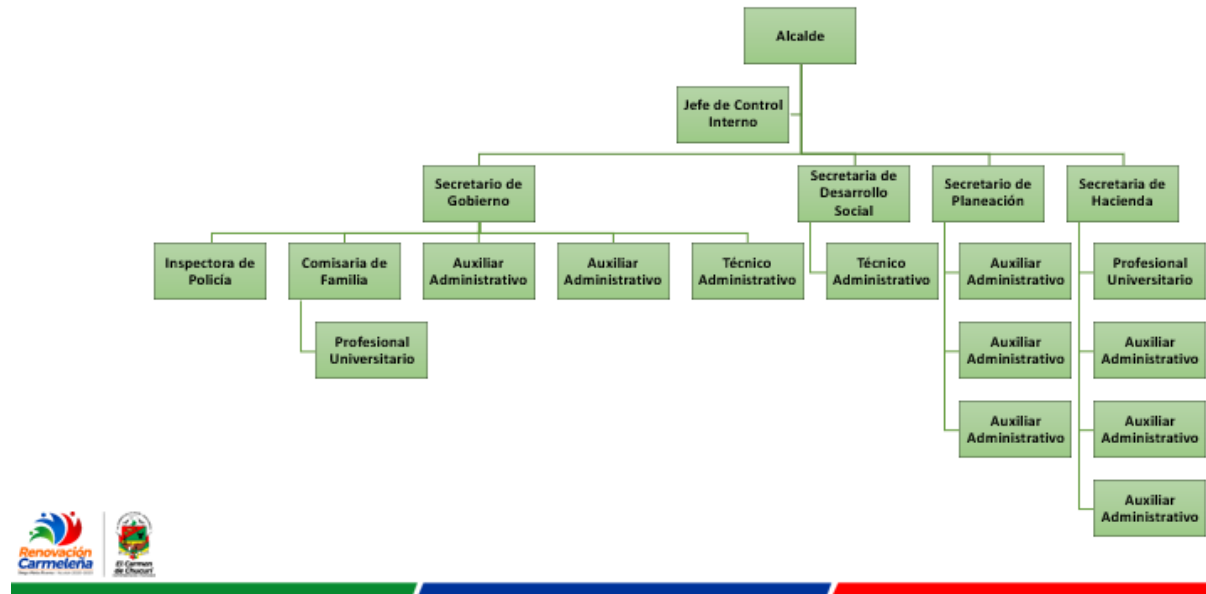 Alcalde
Jefe de Control
Interno
Secretario de
Gobierno
Secretaria de
Desarrollo
Social
Secretario de
Planeación
Secretaria de
Hacienda
Inspectora de
Policía
Comisaria de
Familia
Auxiliar
Administrativo
Auxiliar
Administrativo
Técnico
Administrativo
Técnico
Administrativo
Auxiliar
Administrativo
Profesional
Universitario
Profesional
Universitario
Auxiliar
Administrativo
Auxiliar
Administrativo
Auxiliar
Administrativo
Auxiliar
Administrativo
Auxiliar
Administrativo
Renovación
Carmeleña
El Carmen
de Chucurí